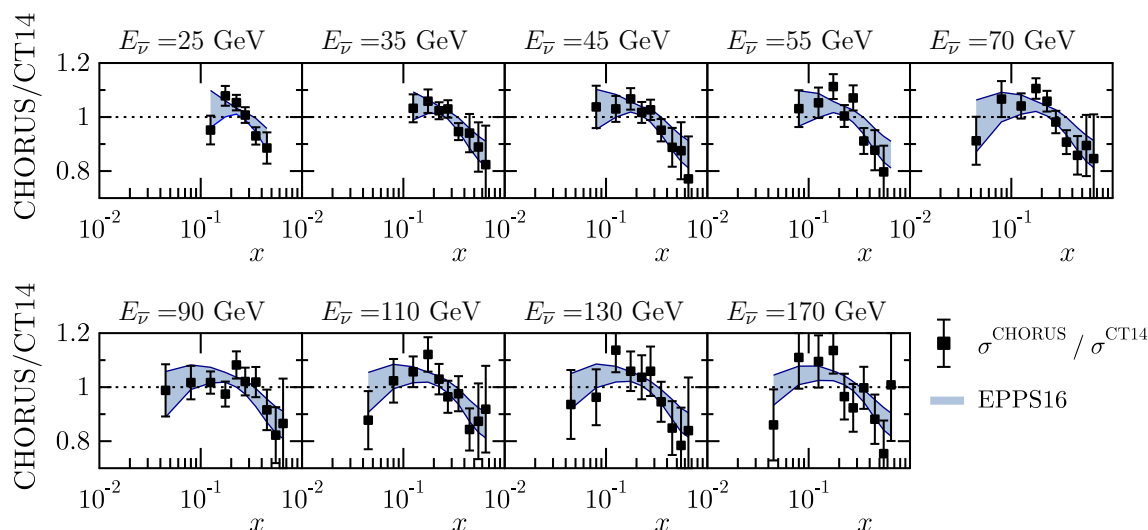 E_ν̅ =25 GeV E_ν̅ =35 GeV E_ν̅ =45 GeV E_ν̅ =55 GeV E_ν̅ =70 GeV
CHORUS/CT14
1.2
1
0.8
10⁻² 10⁻¹ 10⁻² 10⁻¹ 10⁻² 10⁻¹ 10⁻² 10⁻¹ 10⁻² 10⁻¹
x x x x x
E_ν̅ =90 GeV E_ν̅ =110 GeV E_ν̅ =130 GeV E_ν̅ =170 GeV
CHORUS/CT14
1.2
1
0.8
10⁻² 10⁻¹ 10⁻² 10⁻¹ 10⁻² 10⁻¹ 10⁻² 10⁻¹
x x x x
σ^CHORUS / σ^CT14
EPPS16